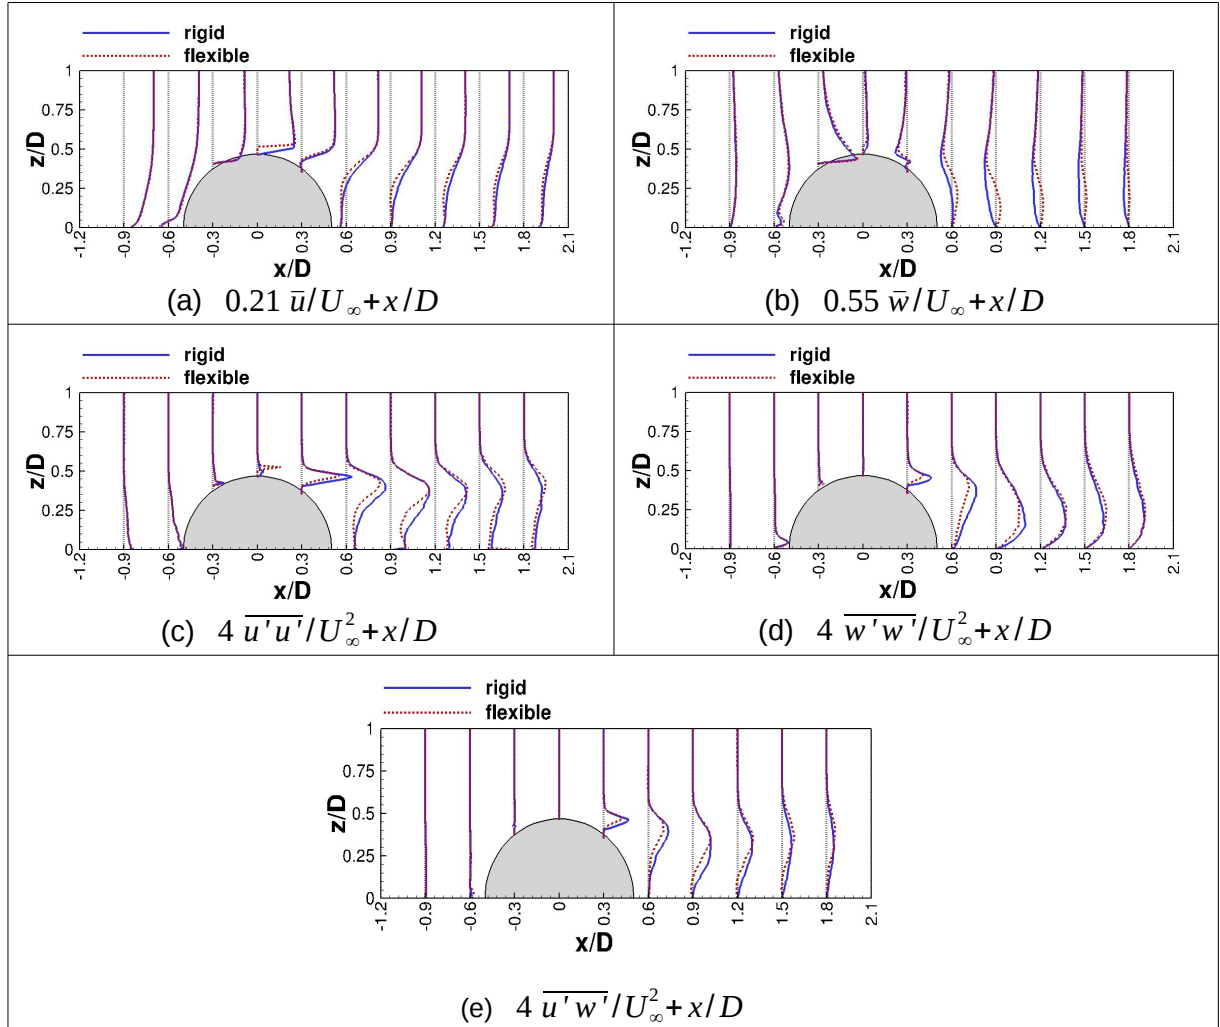 rigid
flexible
1
0.75
0.5
0.25
0
z/D
-1.2 -0.9 -0.6 -0.3 0 0.3 0.6 0.9 1.2 1.5 1.8 2.1
x/D
(a) 0.21 u̅/U∞+x/D
rigid
flexible
1
0.75
0.5
0.25
0
z/D
-1.2 -0.9 -0.6 -0.3 0 0.3 0.6 0.9 1.2 1.5 1.8 2.1
x/D
(b) 0.55 w̅/U∞+x/D
rigid
flexible
1
0.75
0.5
0.25
0
z/D
-1.2 -0.9 -0.6 -0.3 0 0.3 0.6 0.9 1.2 1.5 1.8 2.1
x/D
(c) 4 \overline{u'u'}/U_∞^2+x/D
rigid
flexible
1
0.75
0.5
0.25
0
z/D
-1.2 -0.9 -0.6 -0.3 0 0.3 0.6 0.9 1.2 1.5 1.8 2.1
x/D
(d) 4 \overline{w'w'}/U_∞^2+x/D
rigid
flexible
1
0.75
0.5
0.25
0
z/D
-1.2 -0.9 -0.6 -0.3 0 0.3 0.6 0.9 1.2 1.5 1.8 2.1
x/D
(e) 4 \overline{u'w'}/U_∞^2+x/D